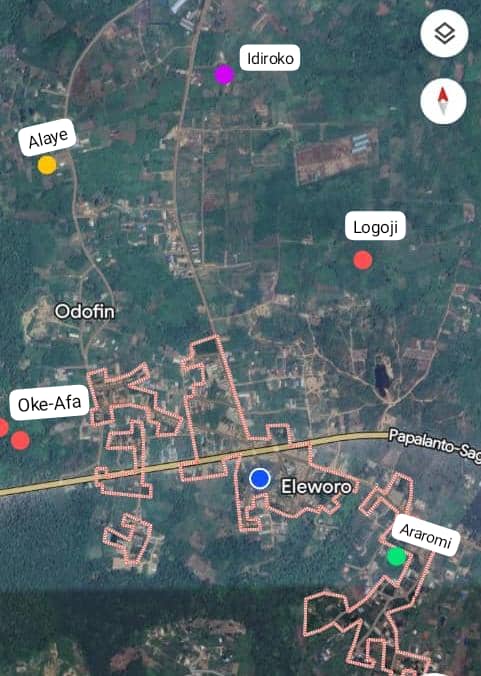 Idiroko
Alaye
Logoji
Odofin
Oke-Afa
Papalanto-Sag
Eleworo
Araromi